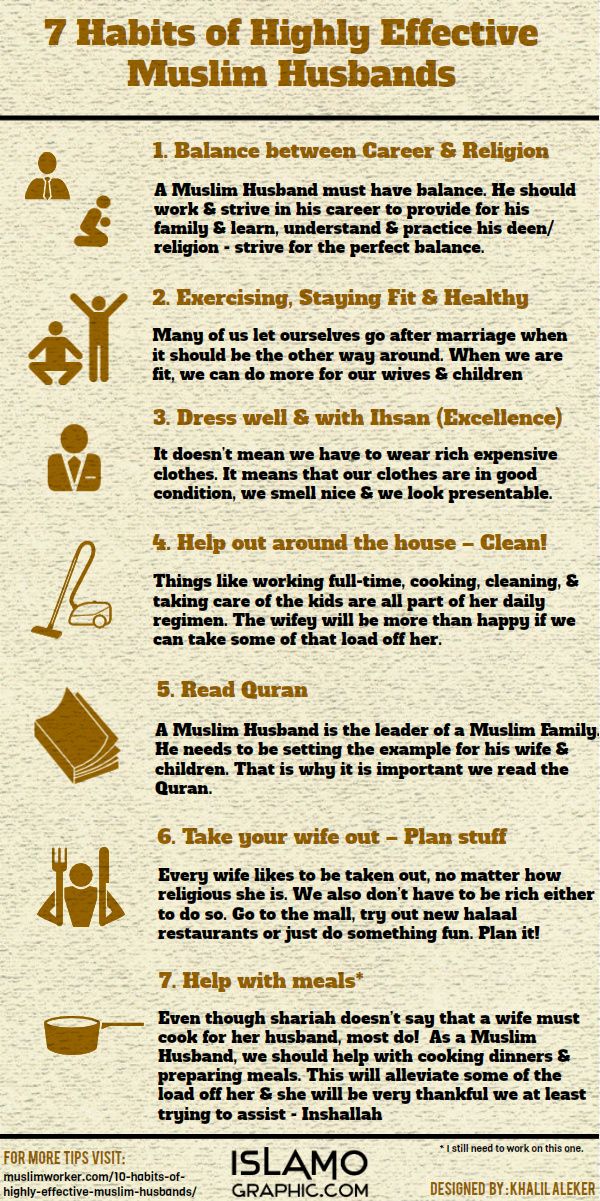 7 Habits of Highly Effective
Muslim Husbands
1. Balance between Career & Religion
A Muslim Husband must have balance. He should
work & strive in his career to provide for his
family & learn, understand & practice his deen/
religion - strive for the perfect balance.
2. Exercising, Staying Fit & Healthy
Many of us let ourselves go after marriage when
it should be the other way around. When we are
fit, we can do more for our wives & children
3. Dress well & with Ihsan (Excellence)
It doesn't mean we have to wear rich expensive
clothes. It means that our clothes are in good
condition, we smell nice & we look presentable.
4. Help out around the house – Clean!
Things like working full-time, cooking, cleaning, &
taking care of the kids are all part of her daily
regimen. The wifey will be more than happy if we
can take some of that load off her.
5. Read Quran
A Muslim Husband is the leader of a Muslim Family.
He needs to be setting the example for his wife &
children. That is why it is important we read the
Quran.
6. Take your wife out – Plan stuff
Every wife likes to be taken out, no matter how
religious she is. We also don't have to be rich either
to do so. Go to the mall, try out new halaal
restaurants or just do something fun. Plan it!
7. Help with meals*
Even though shariah doesn't say that a wife must
cook for her husband, most do! As a Muslim
Husband, we should help with cooking dinners &
preparing meals. This will alleviate some of the
load off her & she will be very thankful we at least
trying to assist - Inshallah
* I still need to work on this one.
FOR MORE TIPS VISIT:
muslimworker.com/10-habits-of-
highly-effective-muslim-husbands/
ISLAMO
GRAPHIC.COM
DESIGNED BY: KHALIL ALEKER